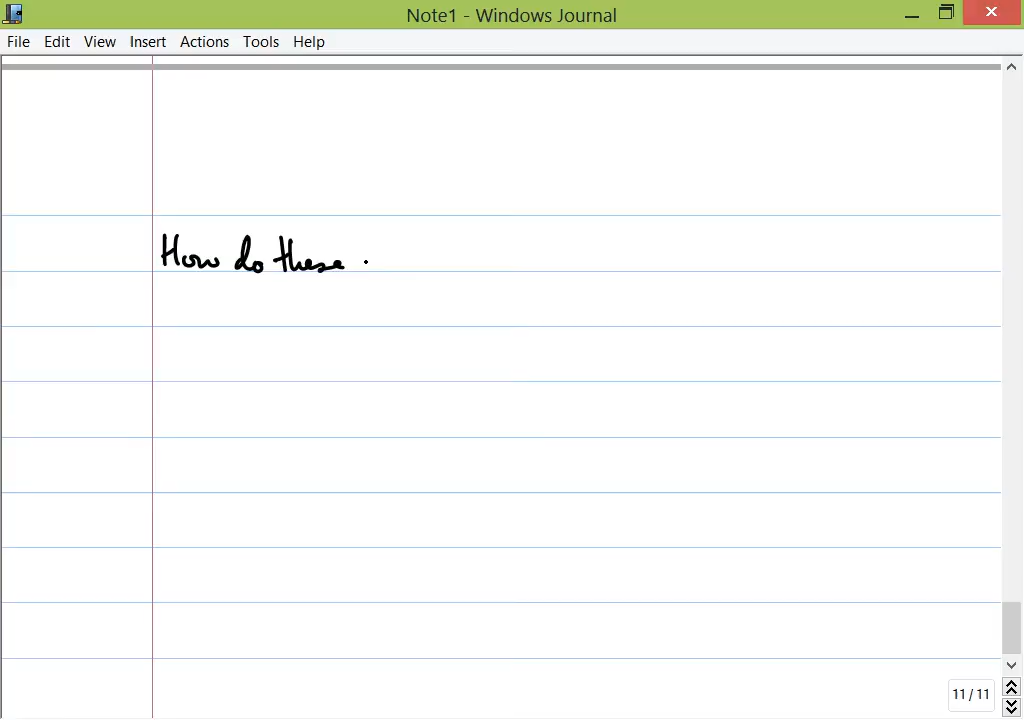 Note1 - Windows Journal
File Edit View Insert Actions Tools Help
How do these
11 / 11